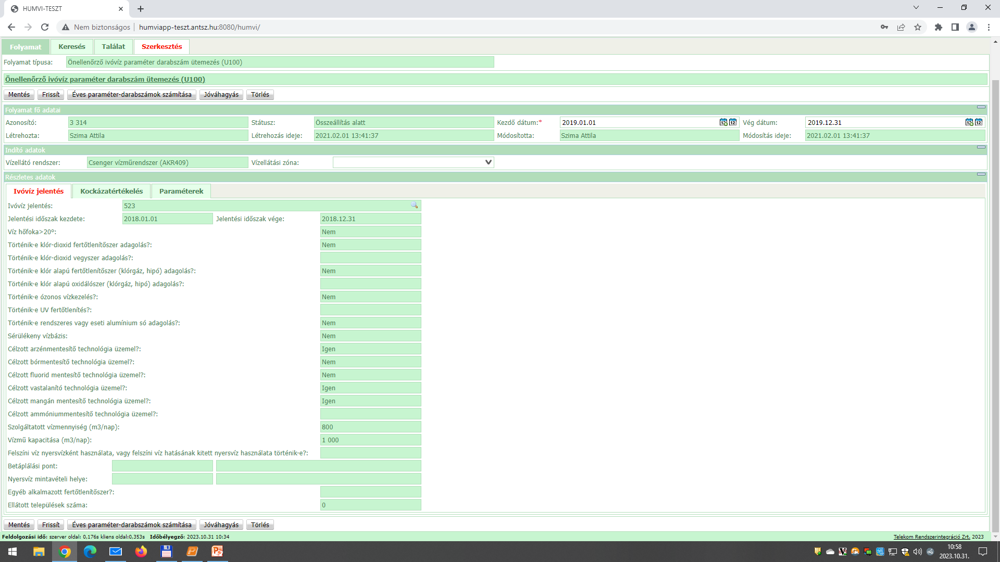 HUMVI-TESZT
Nem biztonságos humviapp-teszt.antsz.hu:8080/humvi/
Folyamat Keresés Találat Szerkesztés
Folyamat típusa: Önellenőrző ivóvíz paraméter darabszám ütemezés (U100)
Önellenőrző ivóvíz paraméter darabszám ütemezés (U100)
Mentés Frissít Éves paraméter-darabszámok számítása Jóváhagyás Törlés
Folyamat fő adatai
Azonosító: 3 314 Státusz: Összeállítás alatt Kezdő dátum:* 2019.01.01 Vég dátum: 2019.12.31
Létrehozta: Szima Attila Létrehozás ideje: 2021.02.01 13:41:37 Módosította: Szima Attila Módosítás ideje: 2021.02.01 13:41:37
Indító adatok
Vízellátó rendszer: Csenger vízműrendszer (AKR409) Vízellátási zóna:
Részletes adatok
Ivóvíz jelentés Kockázatértékelés Paraméterek
Ivóvíz jelentés: 523
Jelentési időszak kezdete: 2018.01.01 Jelentési időszak vége: 2018.12.31
Víz hőfoka>20º: Nem
Történik-e klór-dioxid fertőtlenítőszer adagolás?: Nem
Történik-e klór-dioxid vegyszer adagolás?:
Történik-e klór alapú fertőtlenítőszer (klórgáz, hipó) adagolás?: Nem
Történik-e klór alapú oxidálószer (klórgáz, hipó) adagolás?:
Történik-e ózonos vízkezelés?: Nem
Történik-e UV fertőtlenítés?:
Történik-e rendszeres vagy eseti alumínium só adagolás?: Nem
Sérülékeny vízbázis: Nem
Célzott arzénmentesítő technológia üzemel?: Igen
Célzott bórmentesítő technológia üzemel?: Nem
Célzott fluorid mentesítő technológia üzemel?: Nem
Célzott vastalanító technológia üzemel?: Igen
Célzott mangán mentesítő technológia üzemel?: Igen
Célzott ammóniummentesítő technológia üzemel?:
Szolgáltatott vízmennyiség (m3/nap): 800
Vízmű kapacitása (m3/nap): 1 000
Felszíni víz nyersvízként használata, vagy felszíni víz hatásának kitett nyersvíz használata történik-e?:
Betáplálási pont:
Nyersvíz mintavételi helye:
Egyéb alkalmazott fertőtlenítőszer?:
Ellátott települések száma: 0
Mentés Frissít Éves paraméter-darabszámok számítása Jóváhagyás Törlés
Feldolgozási idő: szerver oldal: 0,176s kliens oldal:0,353s Időbélyegző: 2023.10.31 10:34 Telekom Rendszerintegráció Zrt. 2023
10:58
2023.10.31.